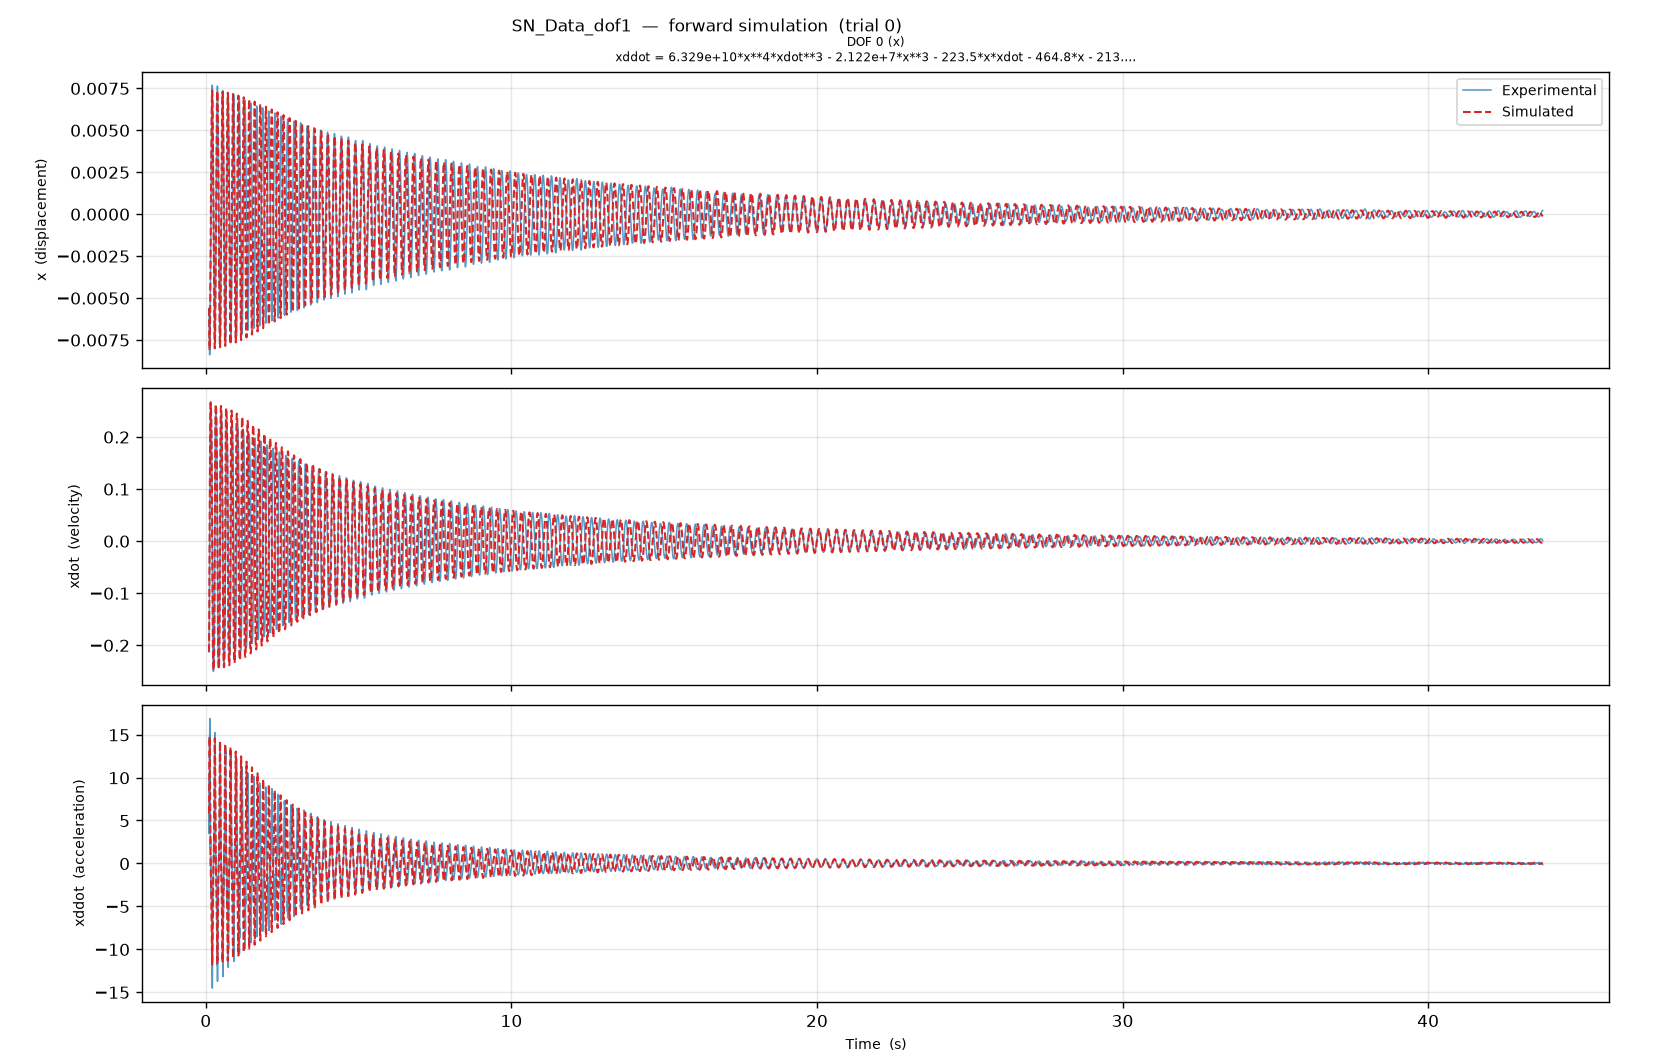 SN_Data_dof1 — forward simulation (trial 0)
DOF 0 (x)
xddot = 6.329e+10*x**4*xdot**3 - 2.122e+7*x**3 - 223.5*x*xdot - 464.8*x - 213....
0.0075
0.0050
0.0025
0.0000
−0.0025
−0.0050
−0.0075
x (displacement)
Experimental
Simulated
0.2
0.1
0.0
−0.1
−0.2
xdot (velocity)
15
10
5
0
−5
−10
−15
xddot (acceleration)
0 10 20 30 40
Time (s)